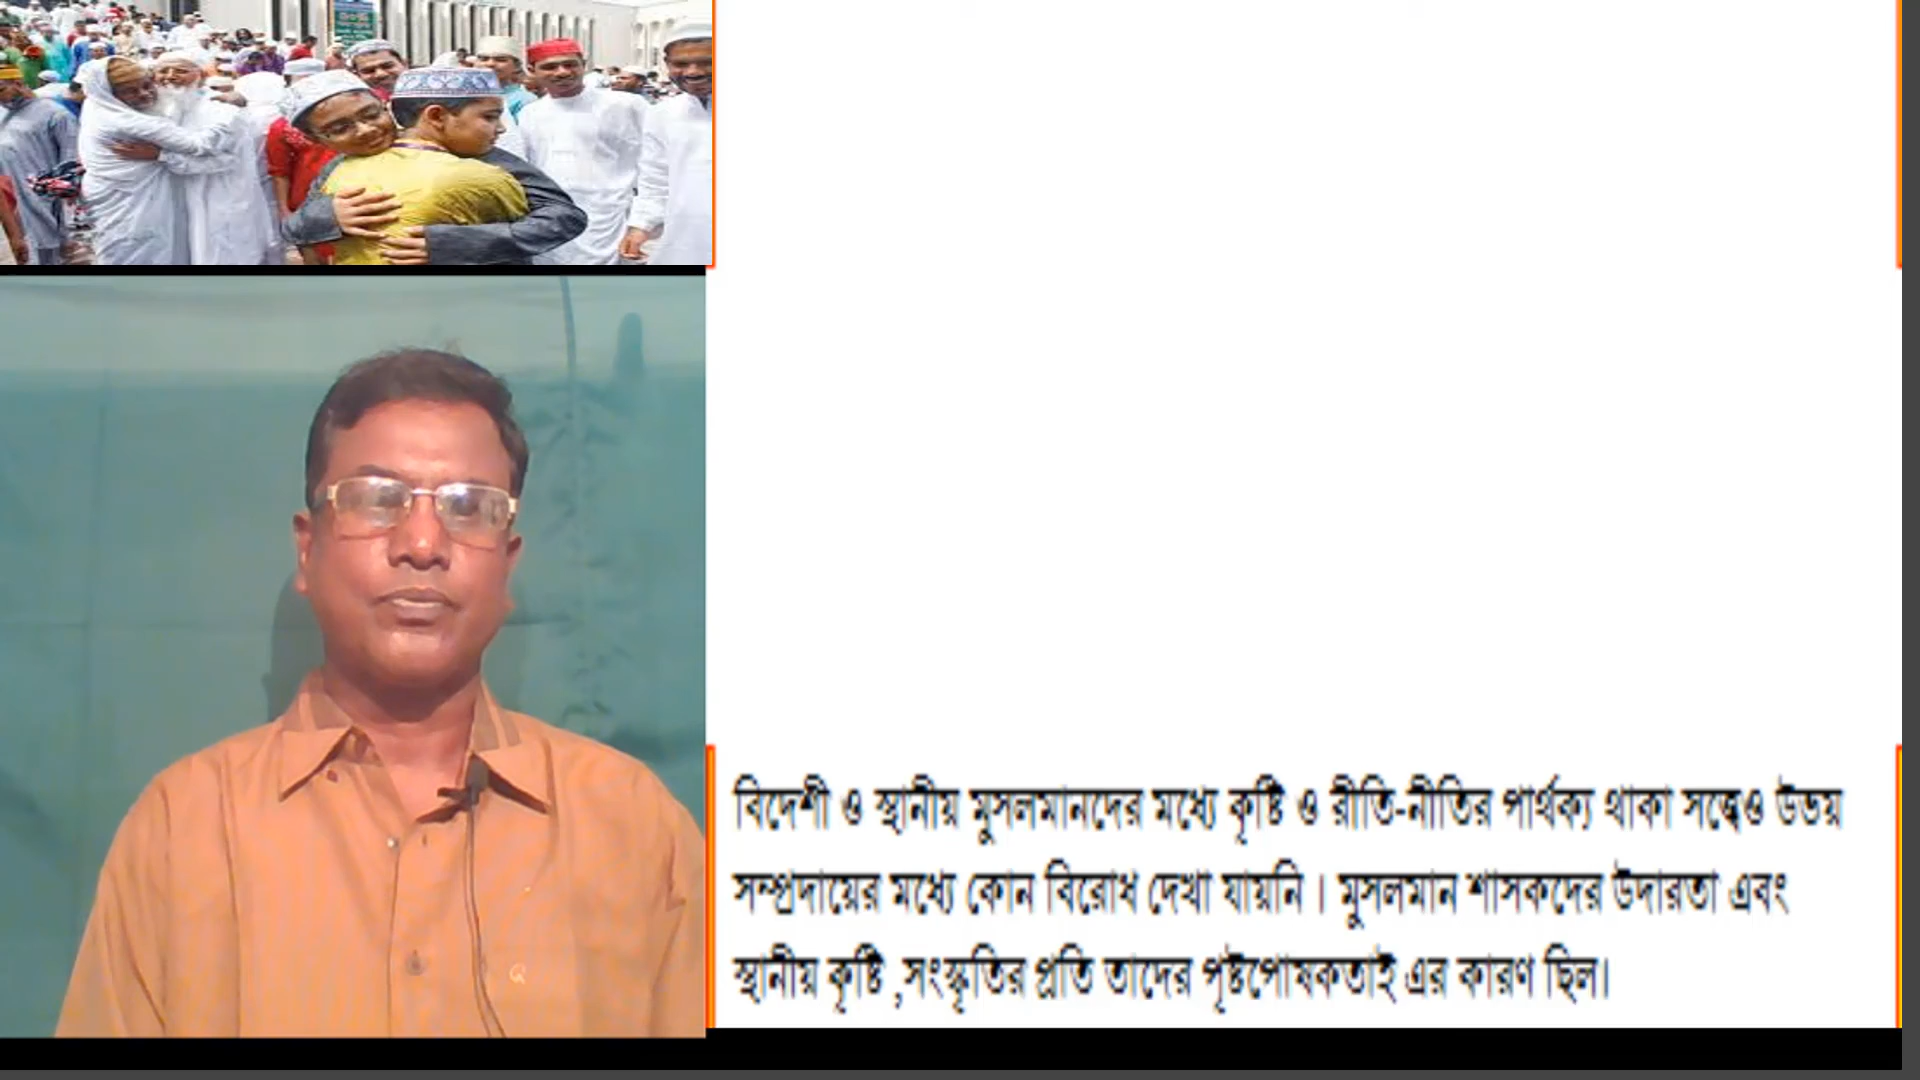 বিদেশী ও স্থানীয় মুসলমানদের মধ্যে কৃষ্টি ও রীতি-নীতির পার্থক্য থাকা সত্ত্বেও উভয়
সম্প্রদায়ের মধ্যে কোন বিরোধ দেখা যায়নি । মুসলমান শাসকদের উদারতা এবং
স্থানীয় কৃষ্টি ,সংস্কৃতির প্রতি তাদের পৃষ্টপোষকতাই এর কারণ ছিল।